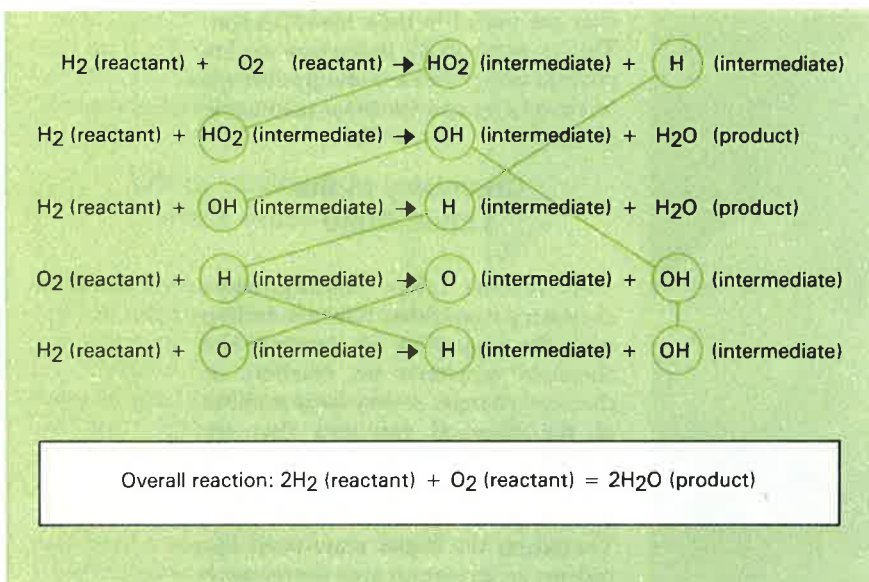 H2 (reactant) + O2 (reactant) → HO2 (intermediate) + H (intermediate)
H2 (reactant) + HO2 (intermediate) → OH (intermediate) + H2O (product)
H2 (reactant) + OH (intermediate) → H (intermediate) + H2O (product)
O2 (reactant) + H (intermediate) → O (intermediate) + OH (intermediate)
H2 (reactant) + O (intermediate) → H (intermediate) + OH (intermediate)
Overall reaction: 2H2 (reactant) + O2 (reactant) = 2H2O (product)